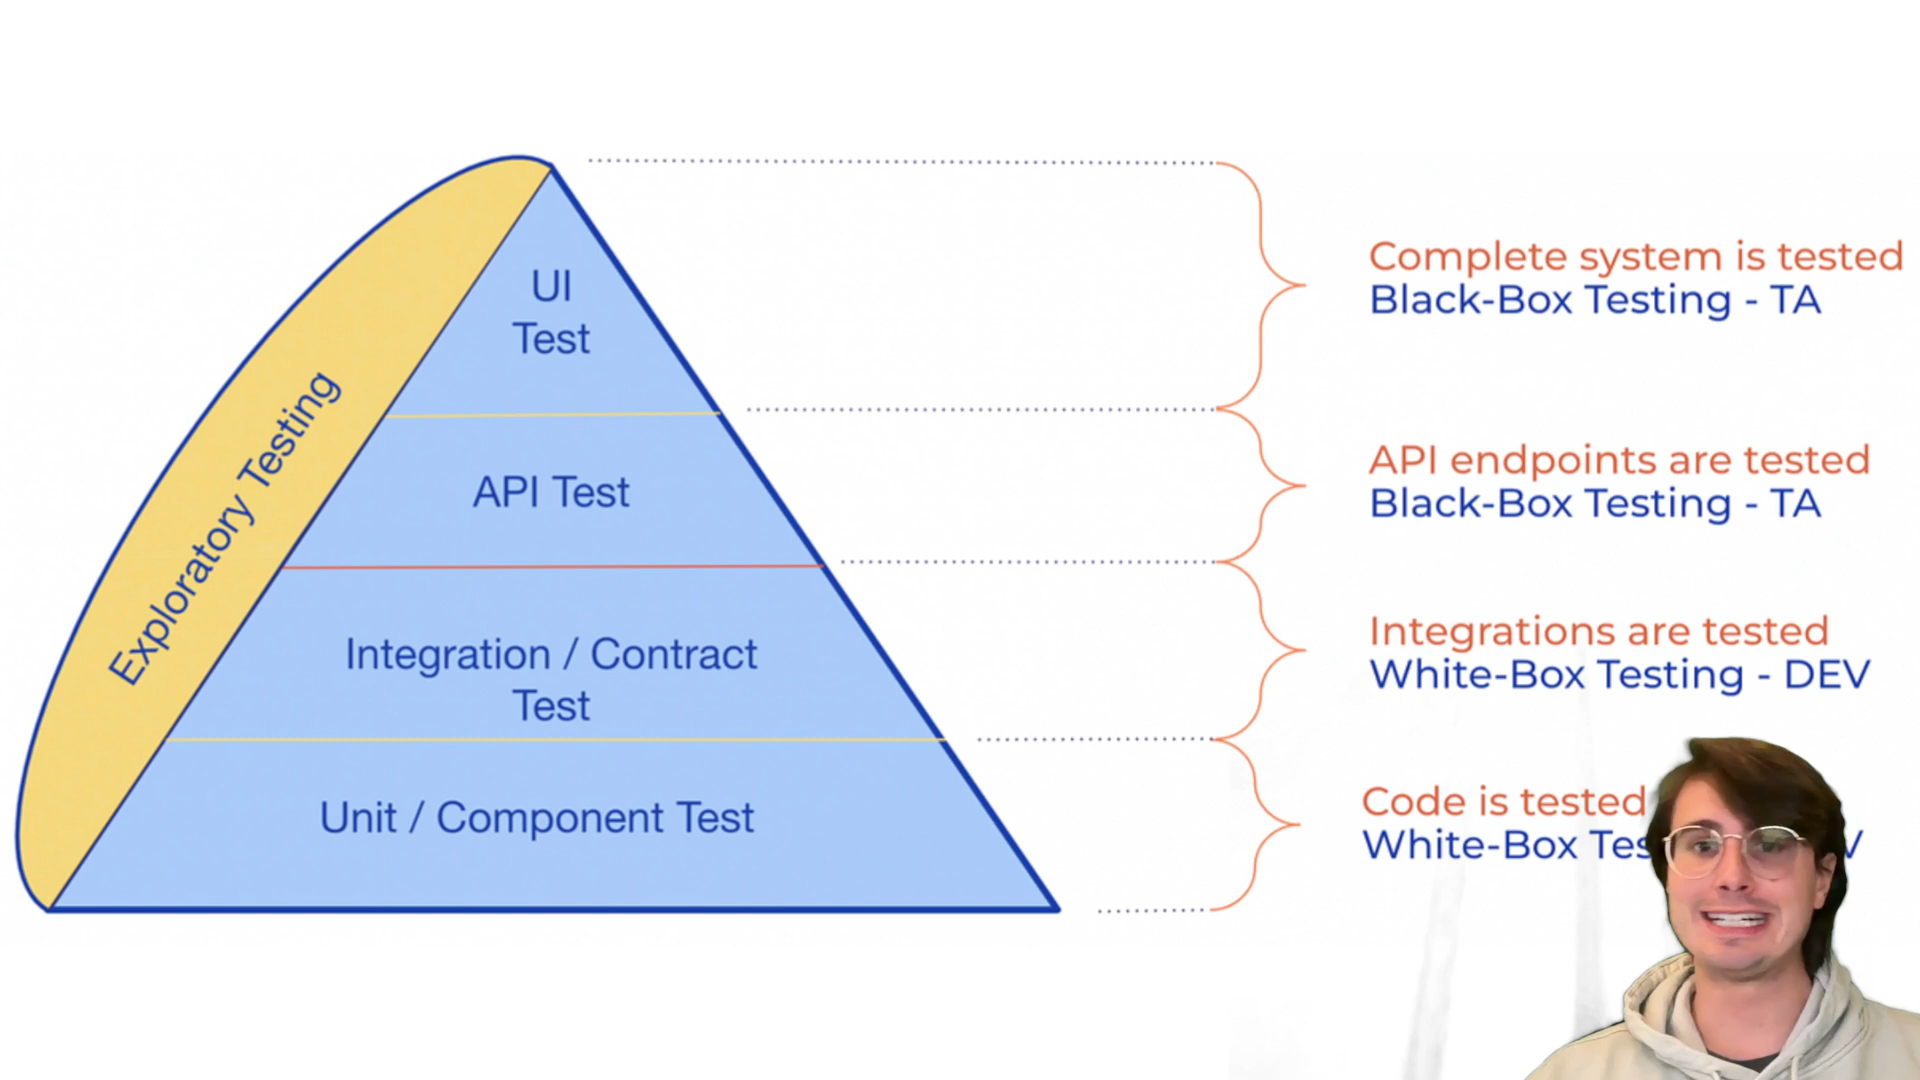 Exploratory Testing
UI
Test
API Test
Integration / Contract
Test
Unit / Component Test
Complete system is tested
Black-Box Testing - TA
API endpoints are tested
Black-Box Testing - TA
Integrations are tested
White-Box Testing - DEV
Code is tested
White-Box